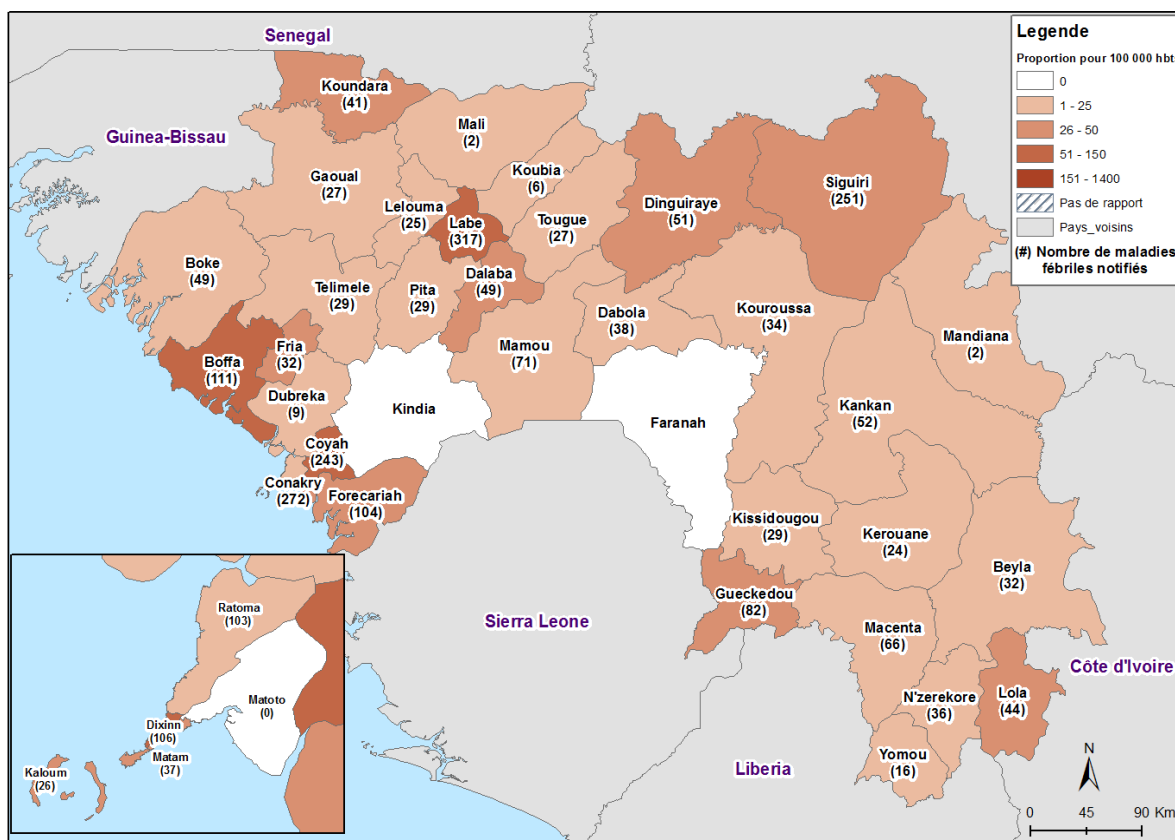 Senegal
Guinea-Bissau
Koundara
(41)
Mali
(2)
Gaoual
(27)
Koubia
(6)
Lelouma
(25)
Labe
(317)
Tougue
(27)
Dinguiraye
(51)
Siguiri
(251)
Boke
(49)
Telimele
(29)
Pita
(29)
Dalaba
(49)
Dabola
(38)
Kouroussa
(34)
Mandiana
(2)
Boffa
(111)
Fria
(32)
Mamou
(71)
Dubreka
(9)
Kindia
Faranah
Kankan
(52)
Coyah
(243)
Conakry
(272)
Forecariah
(104)
Kissidougou
(29)
Kerouane
(24)
Beyla
(32)
Gueckedou
(82)
Macenta
(66)
Sierra Leone
Côte d'Ivoire
N'zerekore
(36)
Lola
(44)
Yomou
(16)
Liberia
Ratoma
(103)
Matoto
(0)
Dixinn
(106)
Matam
(37)
Kaloum
(26)
Legende
Proportion pour 100 000 hbt
0
1 - 25
26 - 50
51 - 150
151 - 1400
Pas de rapport
Pays_voisins
(#) Nombre de maladies
fébriles notifiés
N
0 45 90 Km